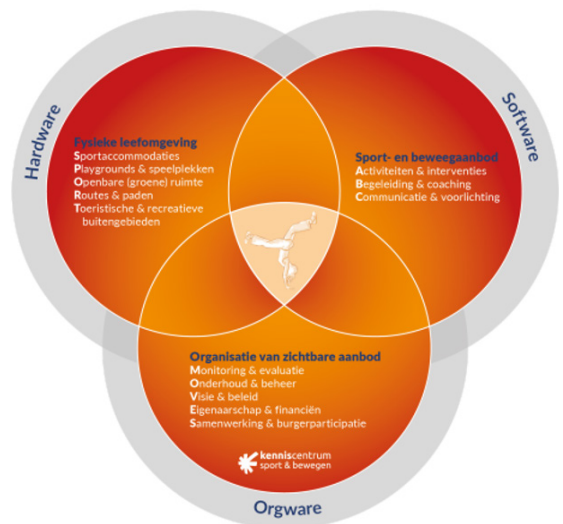 Hardware
Fysieke leefomgeving
Sportaccommodaties
Playgrounds & speelplekken
Openbare (groene) ruimte
Routes & paden
Toeristische & recreatieve
buitengebieden
Software
Sport- en beweegaanbod
Activiteiten & interventies
Begeleiding & coaching
Communicatie & voorlichting
Organisatie van zichtbare aanbod
Monitoring & evaluatie
Onderhoud & beheer
Visie & beleid
Eigenaarschap & financiën
Samenwerking & burgerparticipatie
kenniscentrum
sport & bewegen
Orgware